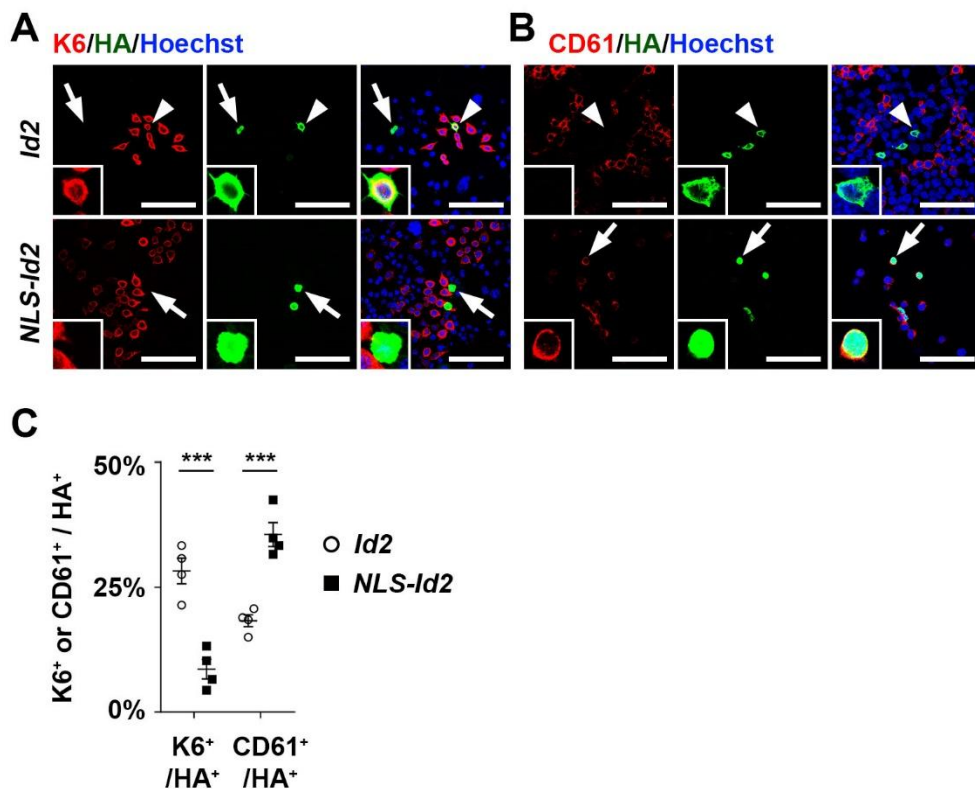 A
K6/HA/Hoechst
B
CD61/HA/Hoechst
Id2
NLS-Id2
C
K6⁺ or CD61⁺ / HA⁺
50%
25%
0%
*** ***
Id2
NLS-Id2
K6⁺
/HA⁺
CD61⁺
/HA⁺